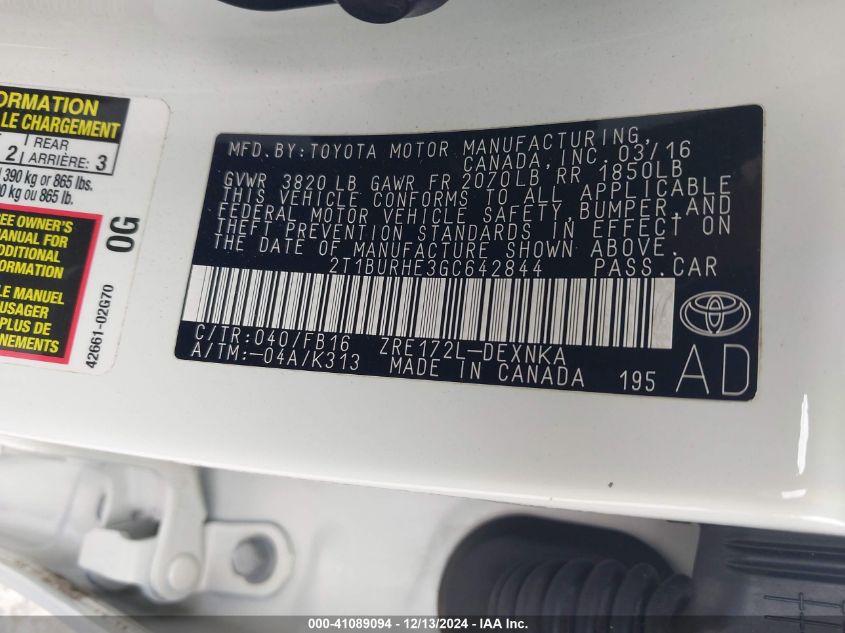 ORMATION
LE CHARGEMENT
2 REAR ARRIÈRE: 3
390 kg or 865 lbs.
kg ou 865 lb.
EE OWNER'S
MANUAL FOR
DDITIONAL
FORMATION
LE MANUEL
USAGER
PLUS DE
NEMENTS
0G
42661-02G70
MFD.BY:TOYOTA MOTOR MANUFACTURING
CANADA,INC. 03/16
GVWR 3820 LB GAWR FR 2070LB RR 1850LB
THIS VEHICLE CONFORMS TO ALL APPLICABLE
FEDERAL MOTOR VEHICLE SAFETY,BUMPER,AND
THEFT PREVENTION STANDARDS IN EFFECT ON
THE DATE OF MANUFACTURE SHOWN ABOVE.
2T1BURHE3GC642844 PASS.CAR
C/TR:040/FB16 ZRE172L-DEXNKA
A/TM:-04A/K313 MADE IN CANADA 195
AD
000-41089094 - 12/13/2024 - IAA Inc.